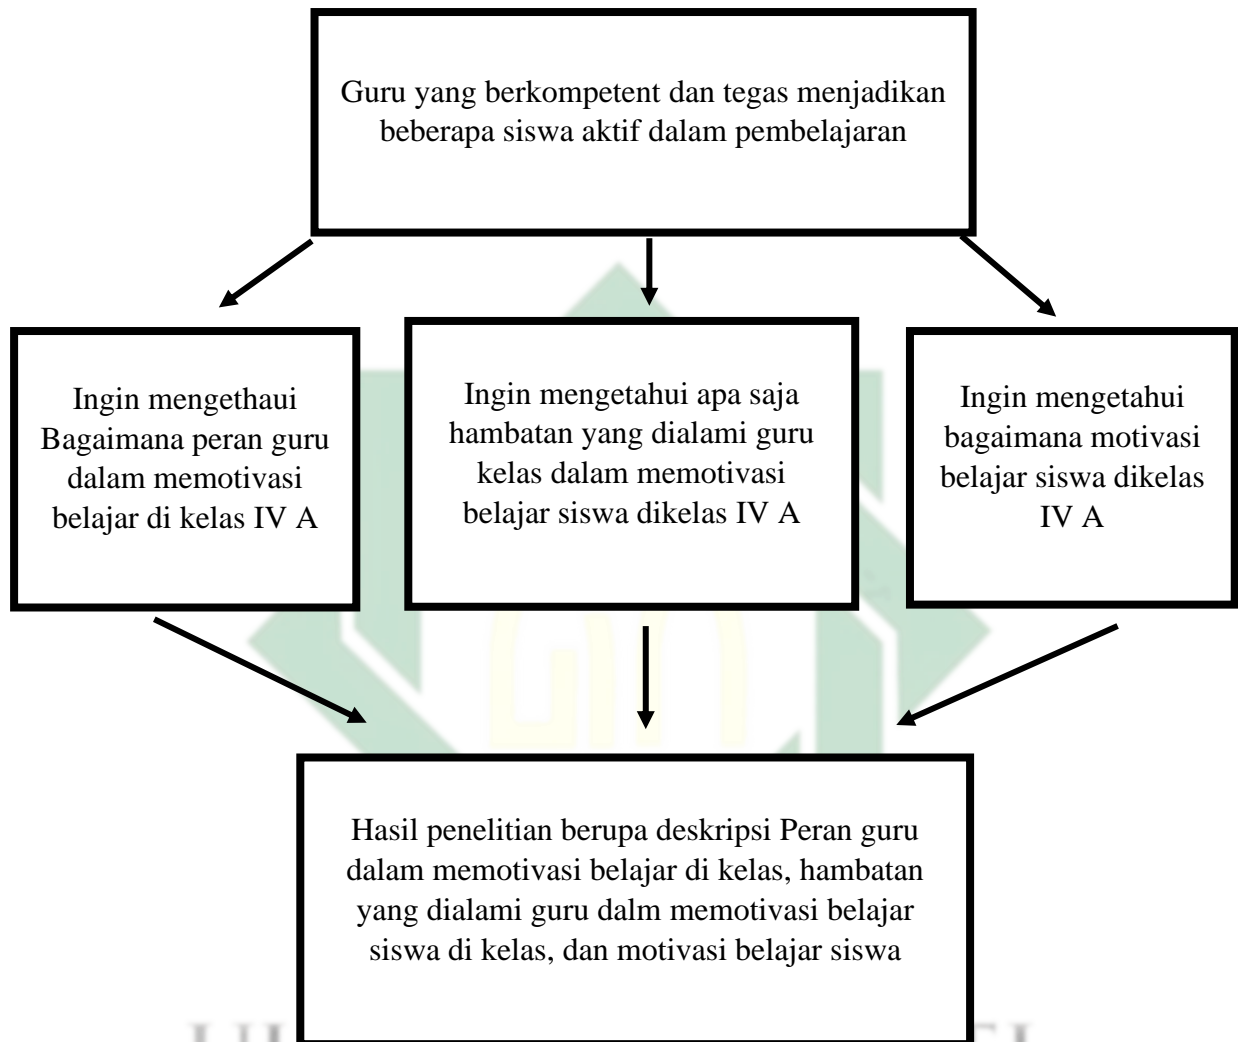 Guru yang berkompetent dan tegas menjadikan
beberapa siswa aktif dalam pembelajaran
Ingin mengethaui
Bagaimana peran guru
dalam memotivasi
belajar di kelas IV A
Ingin mengetahui apa saja
hambatan yang dialami guru
kelas dalam memotivasi
belajar siswa dikelas IV A
Ingin mengetahui
bagaimana motivasi
belajar siswa dikelas
IV A
Hasil penelitian berupa deskripsi Peran guru
dalam memotivasi belajar di kelas, hambatan
yang dialami guru dalm memotivasi belajar
siswa di kelas, dan motivasi belajar siswa